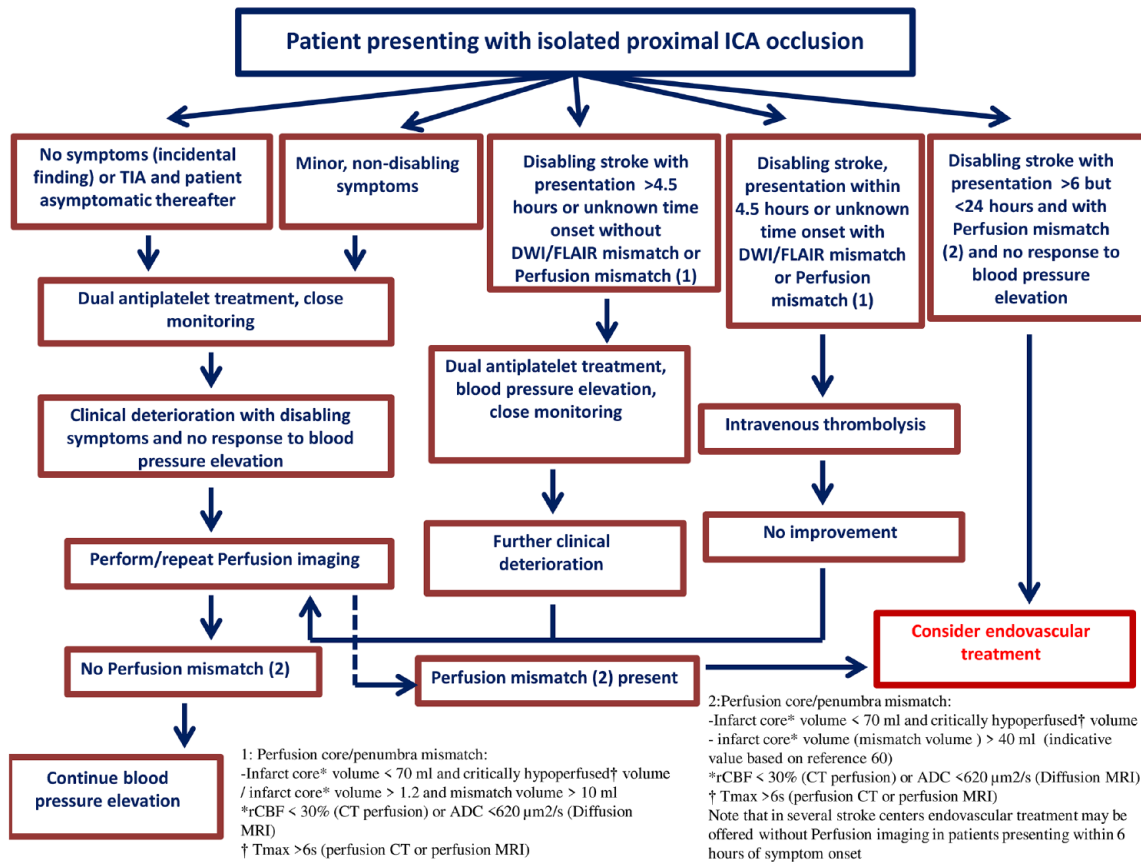 Patient presenting with isolated proximal ICA occlusion
No symptoms (incidental
finding) or TIA and patient
asymptomatic thereafter
Minor, non-disabling
symptoms
Disabling stroke with
presentation >4.5
hours or unknown time
onset without
DWI/FLAIR mismatch or
Perfusion mismatch (1)
Disabling stroke,
presentation within
4.5 hours or unknown
time onset with
DWI/FLAIR mismatch
or Perfusion
mismatch (1)
Disabling stroke with
presentation >6 but
<24 hours and with
Perfusion mismatch
(2) and no response to
blood pressure
elevation
Dual antiplatelet treatment, close
monitoring
Dual antiplatelet treatment,
blood pressure elevation,
close monitoring
Clinical deterioration with disabling
symptoms and no response to blood
pressure elevation
Intravenous thrombolysis
Perform/repeat Perfusion imaging
Further clinical
deterioration
No improvement
No Perfusion mismatch (2)
Perfusion mismatch (2) present
Consider endovascular
treatment
Continue blood
pressure elevation
1: Perfusion core/penumbra mismatch:
-Infarct core* volume < 70 ml and critically hypoperfused† volume
/ infarct core* volume > 1.2 and mismatch volume > 10 ml
*rCBF < 30% (CT perfusion) or ADC <620 µm2/s (Diffusion
MRI)
† Tmax >6s (perfusion CT or perfusion MRI)
2:Perfusion core/penumbra mismatch:
-Infarct core* volume < 70 ml and critically hypoperfused† volume
- infarct core* volume (mismatch volume ) > 40 ml (indicative
value based on reference 60)
*rCBF < 30% (CT perfusion) or ADC <620 µm2/s (Diffusion MRI)
† Tmax >6s (perfusion CT or perfusion MRI)
Note that in several stroke centers endovascular treatment may be
offered without Perfusion imaging in patients presenting within 6
hours of symptom onset